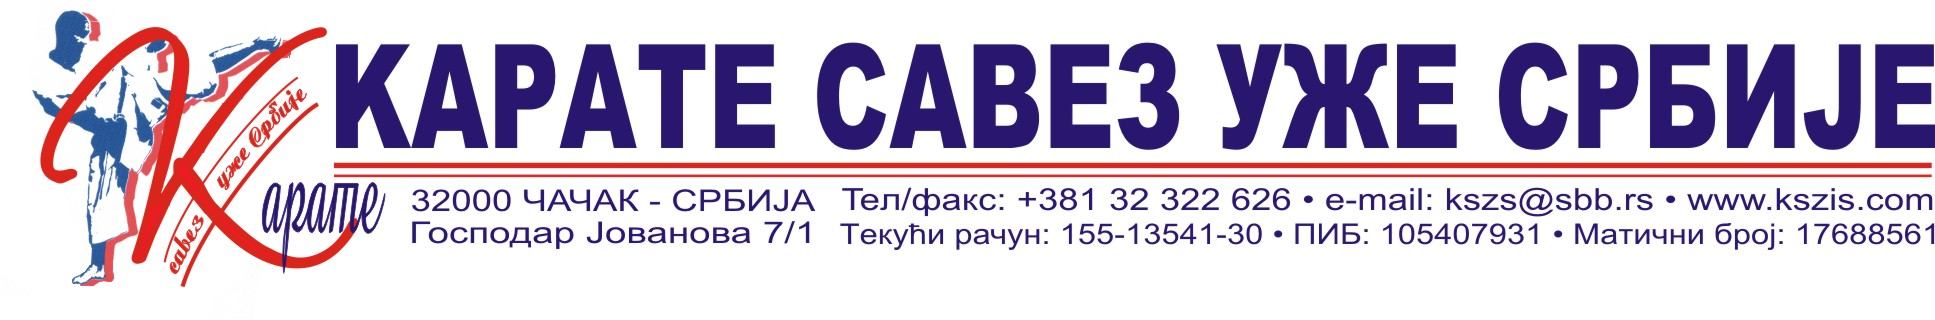 КАРАТЕ САВЕЗ УЖЕ СРБИЈЕ
Карате
савез уже Србије
32000 ЧАЧАК - СРБИЈА Тел/факс: +381 32 322 626 • e-mail: kszs@sbb.rs • www.kszis.com
Господар Јованова 7/1 Текући рачун: 155-13541-30 • ПИБ: 105407931 • Матични број: 17688561